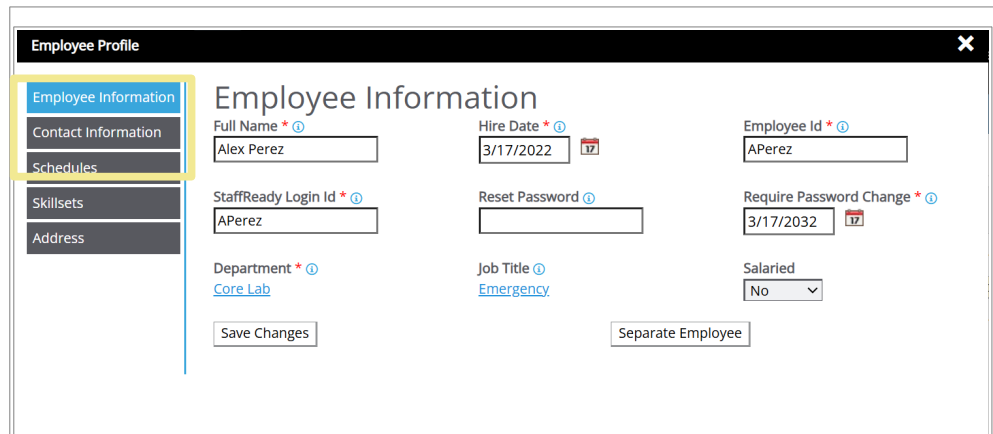 Employee Profile
Employee Information
Contact Information
Schedules
Skillsets
Address
Employee Information
Full Name * Hire Date * Employee Id *
Alex Perez 3/17/2022 17 APerez
StaffReady Login Id * Reset Password Require Password Change *
APerez 3/17/2032 17
Department * Job Title Salaried
Core Lab Emergency No
Save Changes Separate Employee